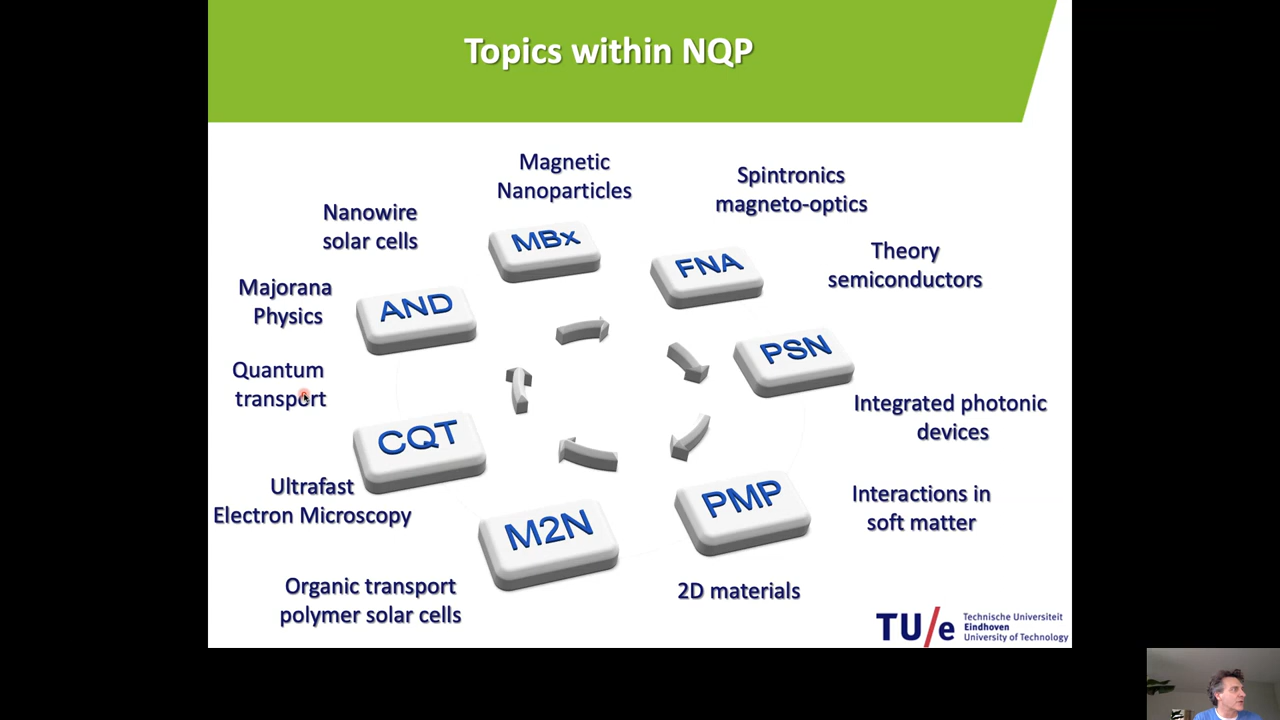 Topics within NQP
Magnetic
Nanoparticles
Spintronics
magneto-optics
Nanowire
solar cells
MBx
FNA
Theory
semiconductors
Majorana
Physics
AND
PSN
Quantum
transport
Integrated photonic
devices
CQT
Ultrafast
Electron Microscopy
PMP
Interactions in
soft matter
M2N
Organic transport
polymer solar cells
2D materials
TU/e
Technische Universiteit
Eindhoven
University of Technology